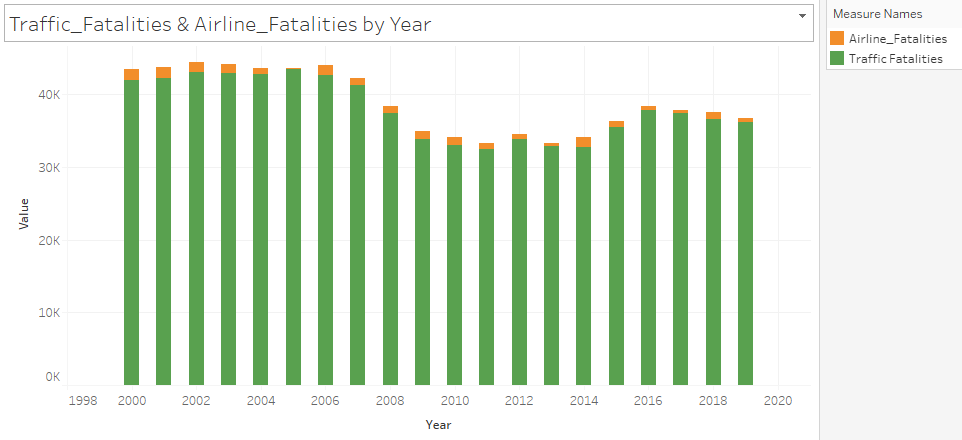 Traffic_Fatalities & Airline_Fatalities by Year
Measure Names
Airline_Fatalities
Traffic Fatalities
Value
40K
30K
20K
10K
0K
1998 2000 2002 2004 2006 2008 2010 2012 2014 2016 2018 2020
Year